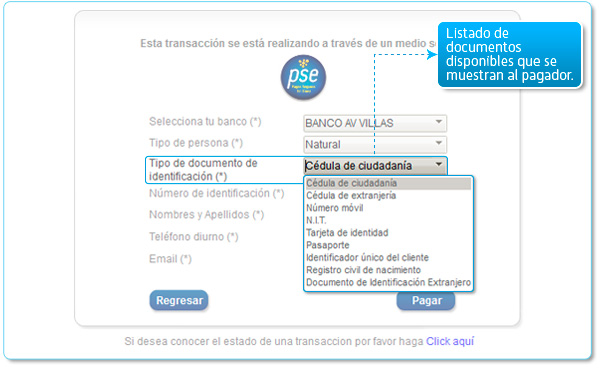 Listado de
documentos
disponibles que se
muestran al pagador.
Esta transacción se está realizando a través de un medio
pse
Selecciona tu banco (*) BANCO AV VILLAS
Tipo de persona (*) Natural
Tipo de documento de
identificación (*) Cédula de ciudadanía
Cédula de ciudadanía
Cédula de extranjería
Número móvil
N.I.T.
Tarjeta de identidad
Pasaporte
Identificador único del cliente
Registro civil de nacimiento
Documento de Identificación Extranjero
Número de identificación (*)
Nombres y Apellidos (*)
Teléfono diurno (*)
Email (*)
Regresar Pagar
Si desea conocer el estado de una transaccion por favor haga Click aquí